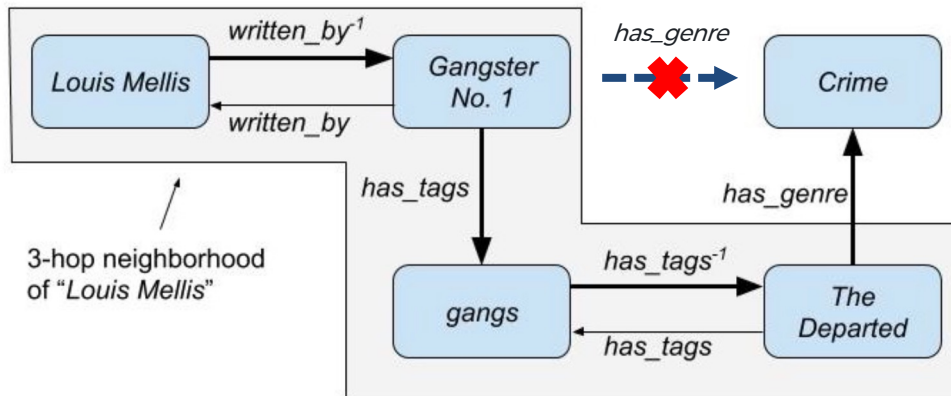 written_by⁻¹
has_genre
Louis Mellis
Gangster
No. 1
Crime
written_by
has_tags
has_genre
3-hop neighborhood
of "Louis Mellis"
has_tags⁻¹
gangs
The
Departed
has_tags